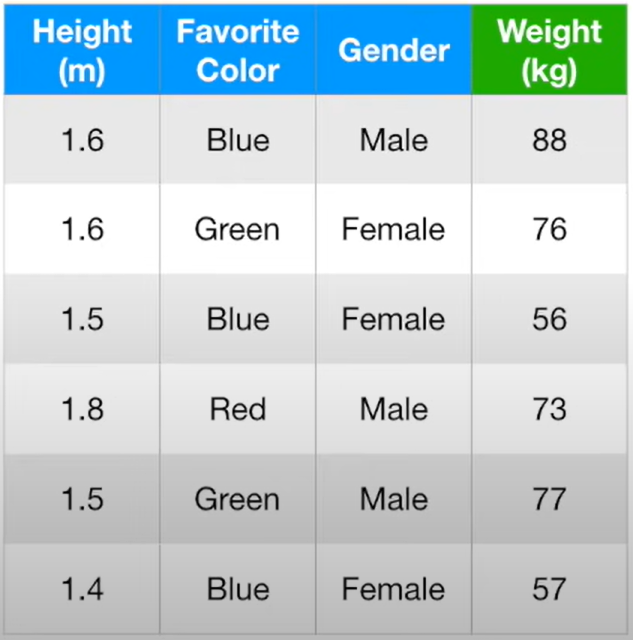 Height (m) Favorite Color Gender Weight (kg)
1.6 Blue Male 88
1.6 Green Female 76
1.5 Blue Female 56
1.8 Red Male 73
1.5 Green Male 77
1.4 Blue Female 57